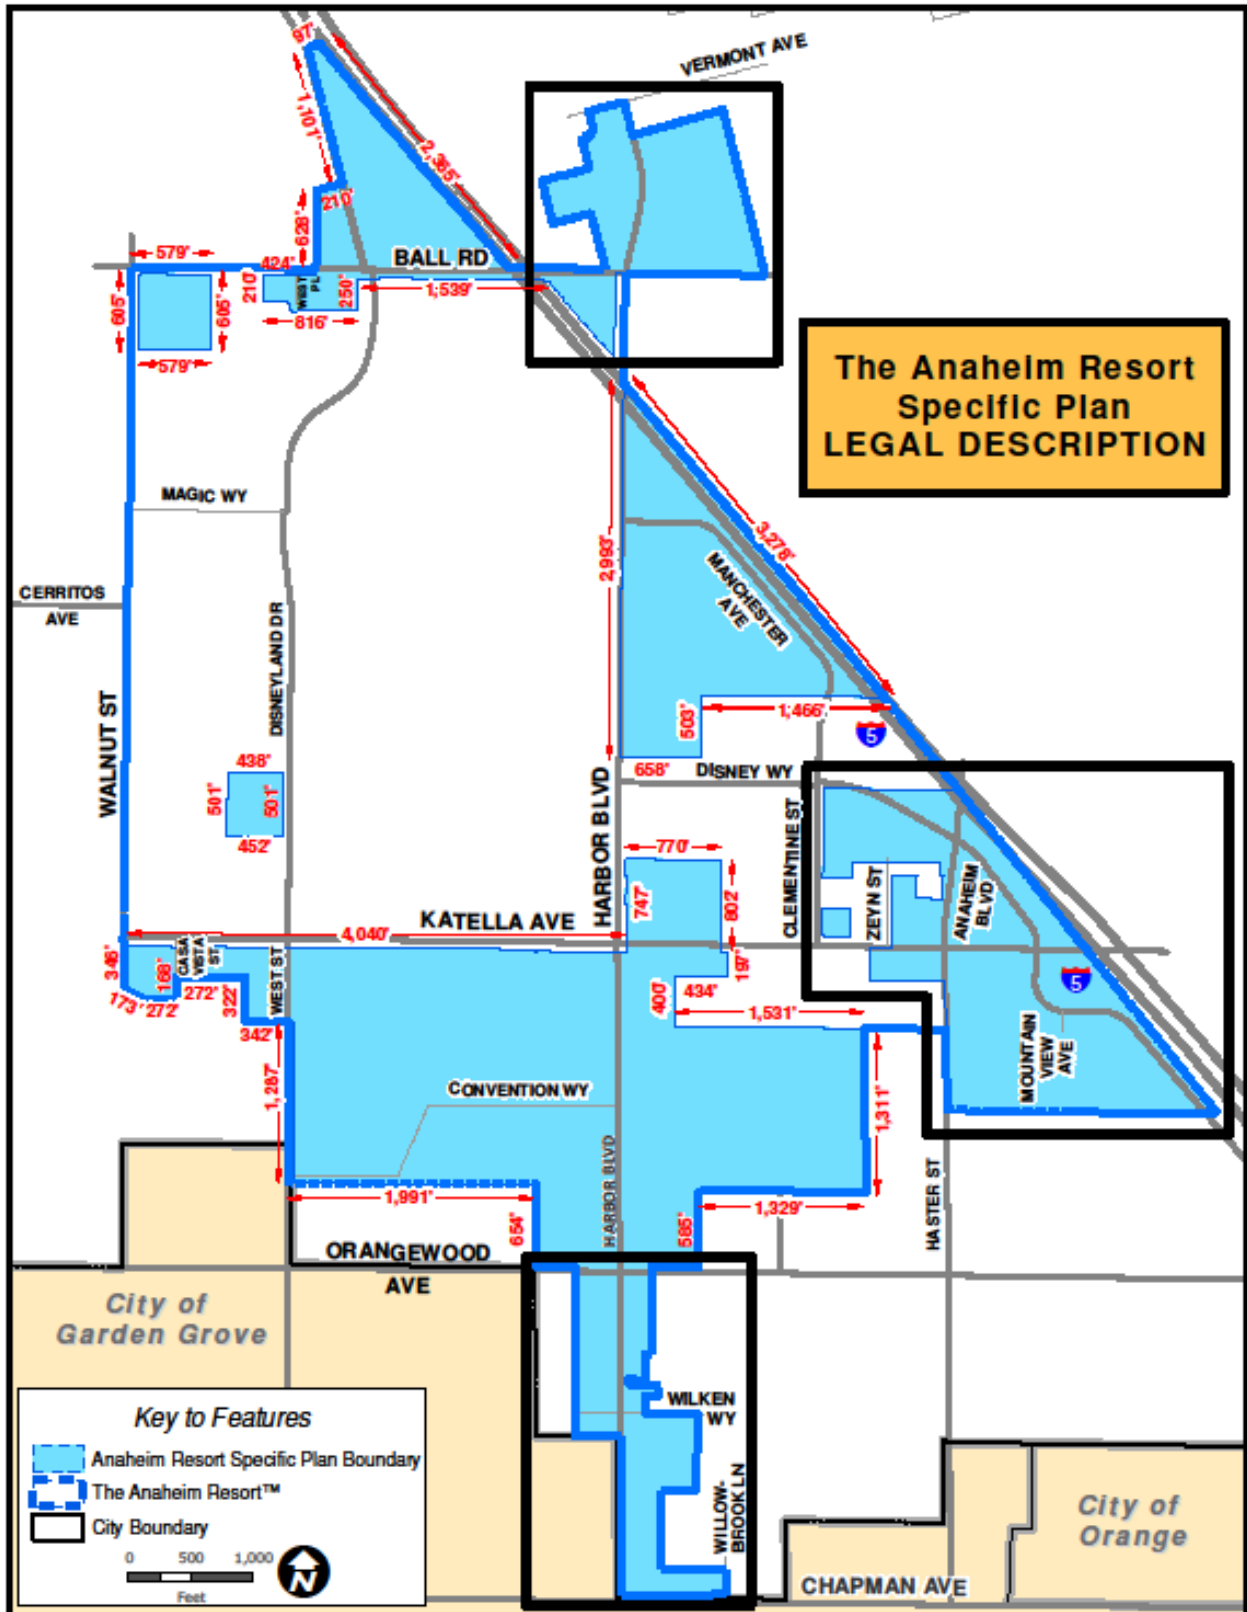 VERMONT AVE
97'
1,101'
2,365'
210'
628'
BALL RD
579'
424'
WEST
PL
210'
250'
1,539'
605'
605'
816'
579'
The Anaheim Resort
Specific Plan
LEGAL DESCRIPTION
MAGIC WY
2,993'
3,278'
MANCHESTER
AVE
CERRITOS
AVE
DISNEYLAND DR
WALNUT ST
503'
1,466'
5
658'
DISNEY WY
438'
501'
501'
452'
HARBOR BLVD
CLEMENTINE ST
770'
747'
802'
ZEYN ST
ANAHEIM
BLVD
KATELLA AVE
4,040'
346'
CASA
VISTA
ST
168'
173'
272'
272'
322'
WEST ST
342'
197'
434'
400'
1,531'
5
MOUNTAIN
VIEW
AVE
1,287'
CONVENTION WY
1,311'
HARBOR BLVD
1,991'
654'
585'
1,329'
HASTER ST
ORANGEWOOD
AVE
City of
Garden Grove
WILKEN
WY
WILLOW-
BROOK LN
City of
Orange
CHAPMAN AVE
Key to Features
Anaheim Resort Specific Plan Boundary
The Anaheim Resort™
City Boundary
0 500 1,000
Feet
N